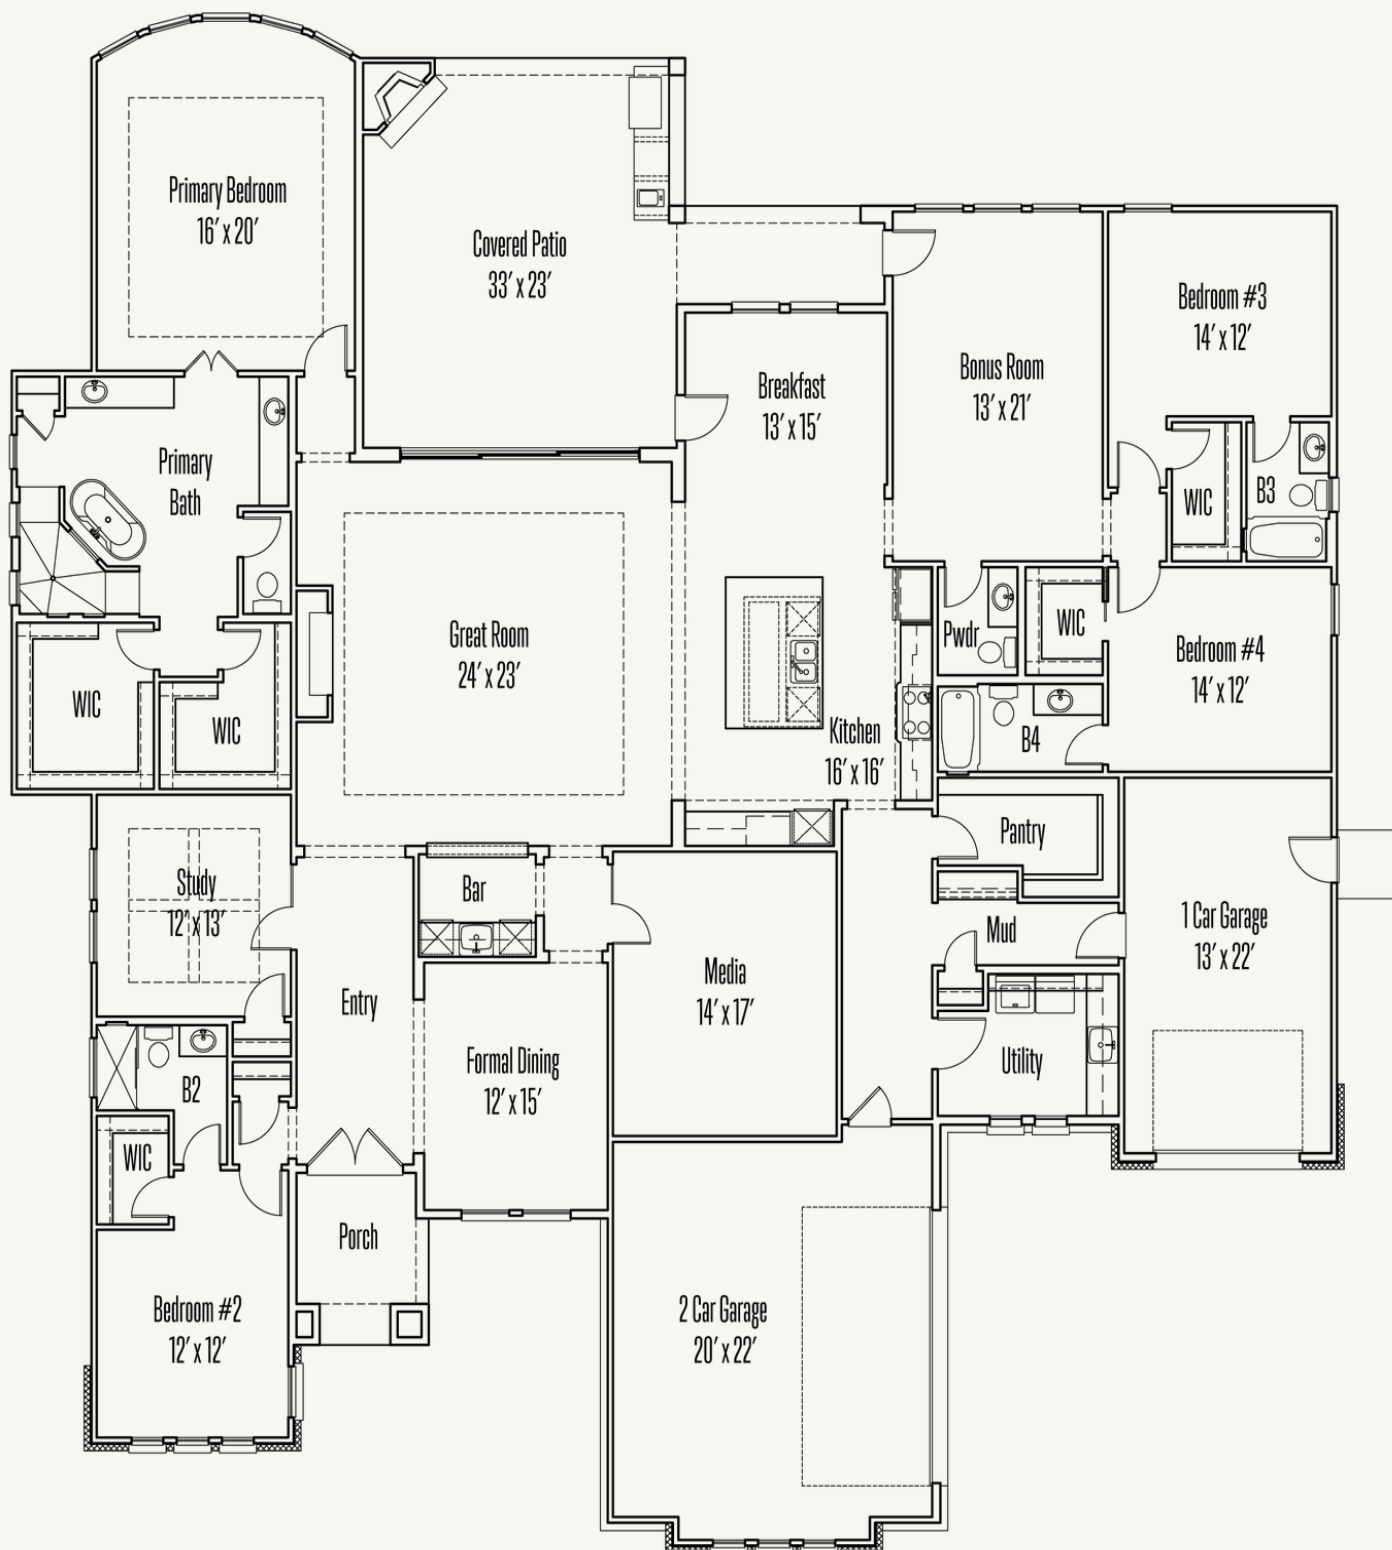 Primary Bedroom
16' x 20'
Covered Patio
33' x 23'
Bedroom #3
14' x 12'
Bonus Room
13' x 21'
Breakfast
13' x 15'
Primary
Bath
WIC
B3
Great Room
24' x 23'
Pwdr
WIC
Bedroom #4
14' x 12'
WIC
WIC
Kitchen
16' x 16'
B4
Pantry
Study
12' x 13'
Bar
1 Car Garage
13' x 22'
Mud
Media
14' x 17'
Entry
Formal Dining
12' x 15'
Utility
B2
WIC
Porch
Bedroom #2
12' x 12'
2 Car Garage
20' x 22'